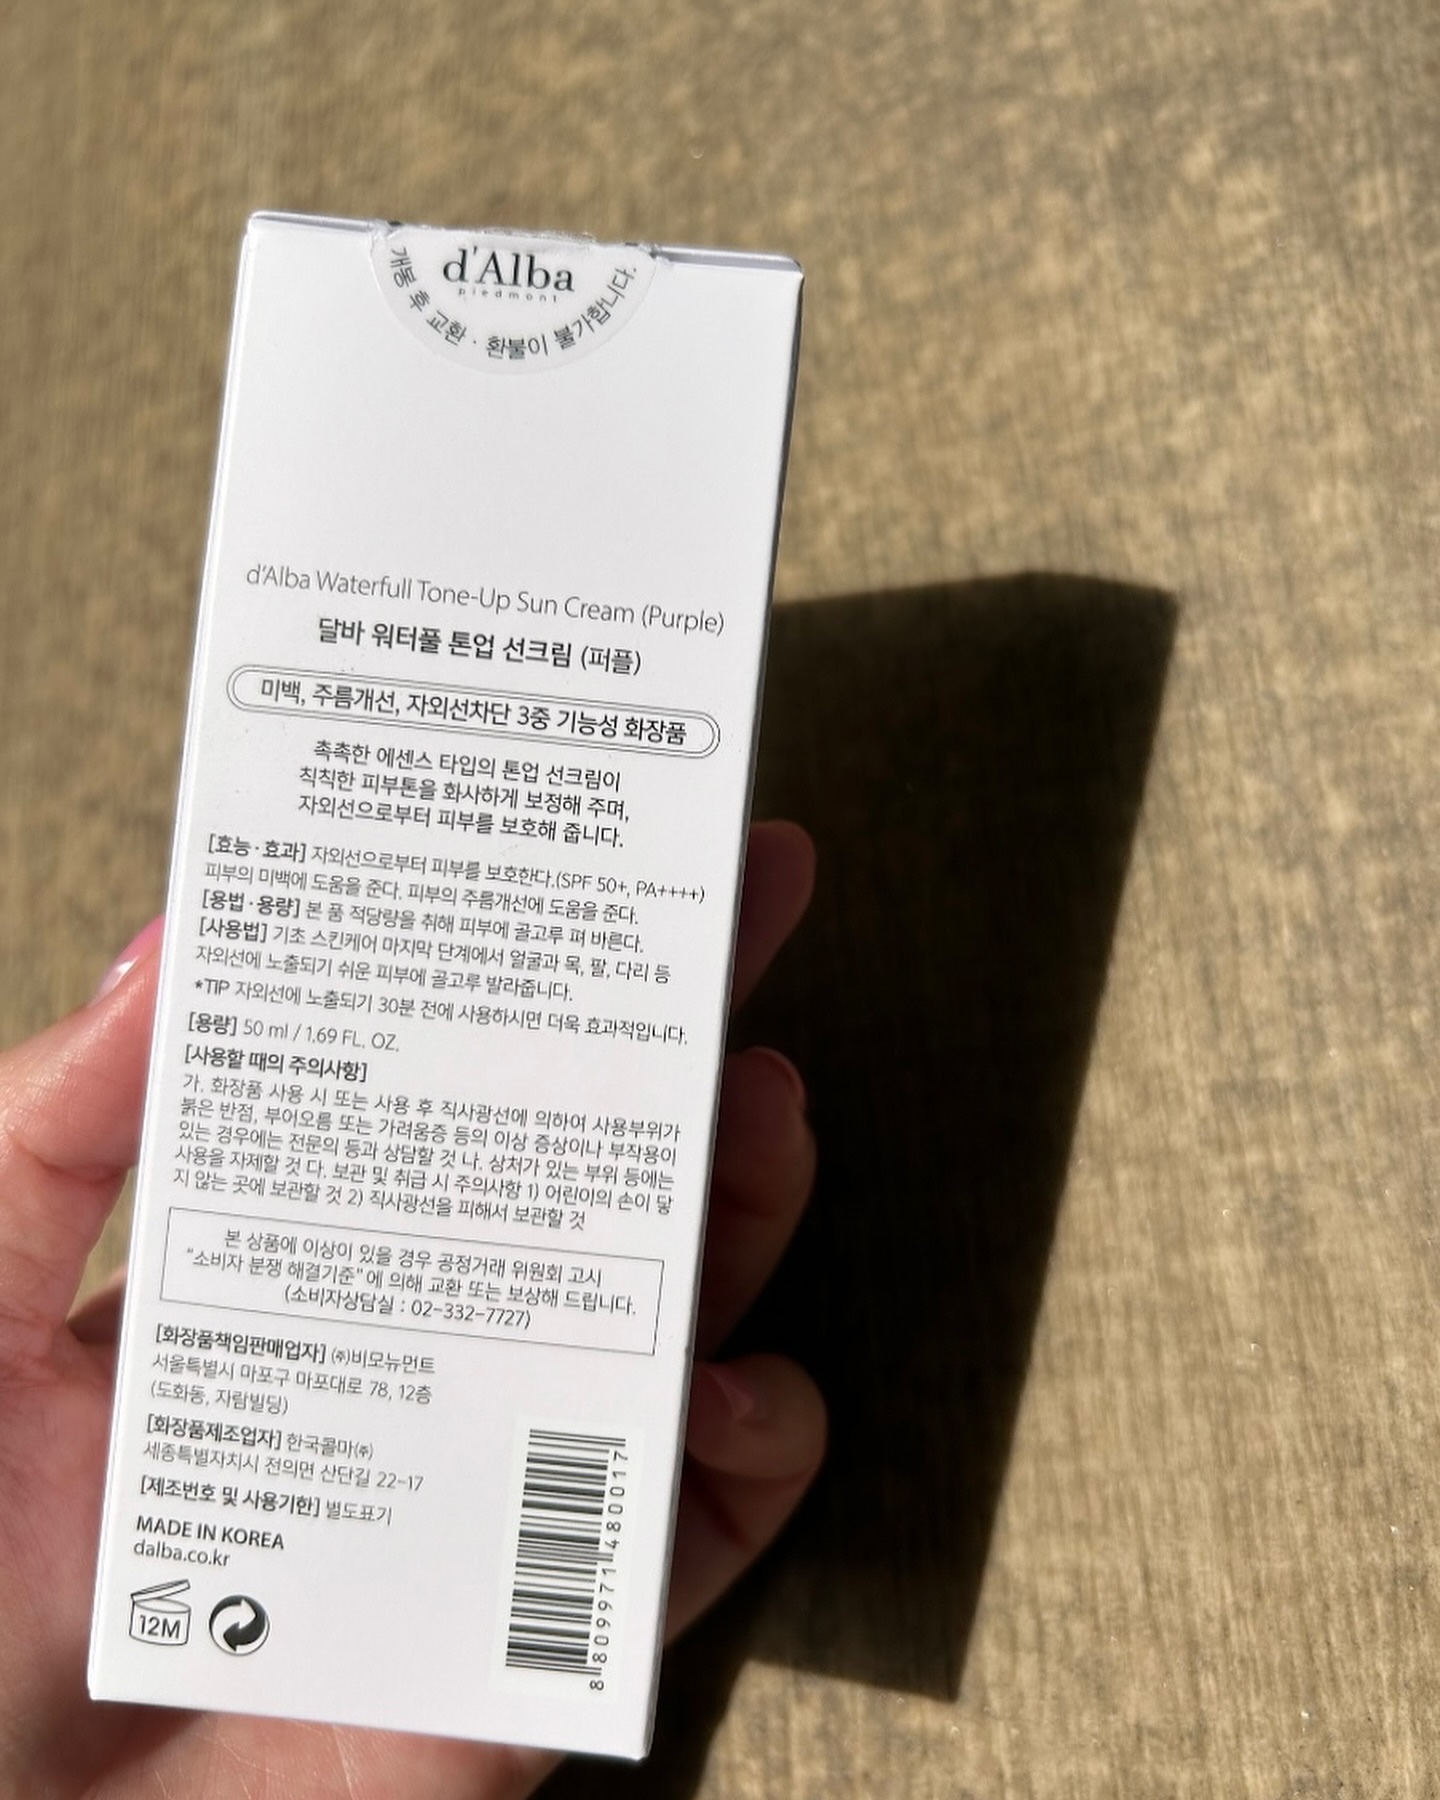 d'Alba
piedmont
개봉 후 교환 · 환불이 불가합니다.
d'Alba Waterfull Tone-Up Sun Cream (Purple)
달바 워터풀 톤업 선크림 (퍼플)
미백, 주름개선, 자외선차단 3중 기능성 화장품
촉촉한 에센스 타입의 톤업 선크림이
칙칙한 피부톤을 화사하게 보정해 주며,
자외선으로부터 피부를 보호해 줍니다.
[효능·효과] 자외선으로부터 피부를 보호한다.(SPF 50+, PA++++)
피부의 미백에 도움을 준다. 피부의 주름개선에 도움을 준다.
[용법·용량] 본 품 적당량을 취해 피부에 골고루 펴 바른다.
[사용법] 기초 스킨케어 마지막 단계에서 얼굴과 목, 팔, 다리 등
자외선에 노출되기 쉬운 피부에 골고루 발라줍니다.
*TIP 자외선에 노출되기 30분 전에 사용하시면 더욱 효과적입니다.
[용량] 50 ml / 1.69 FL. OZ.
[사용할 때의 주의사항]
가. 화장품 사용 시 또는 사용 후 직사광선에 의하여 사용부위가
붉은 반점, 부어오름 또는 가려움증 등의 이상 증상이나 부작용이
있는 경우에는 전문의 등과 상담할 것 나. 상처가 있는 부위 등에는
사용을 자제할 것 다. 보관 및 취급 시 주의사항 1) 어린이의 손이 닿
지 않는 곳에 보관할 것 2) 직사광선을 피해서 보관할 것
본 상품에 이상이 있을 경우 공정거래 위원회 고시
"소비자 분쟁 해결기준"에 의해 교환 또는 보상해 드립니다.
(소비자상담실 : 02-332-7727)
[화장품책임판매업자] ㈜비모뉴먼트
서울특별시 마포구 마포대로 78, 12층
(도화동, 자람빌딩)
[화장품제조업자] 한국콜마㈜
세종특별자치시 전의면 산단길 22-17
[제조번호 및 사용기한] 별도표기
MADE IN KOREA
dalba.co.kr
12M
8809971480017